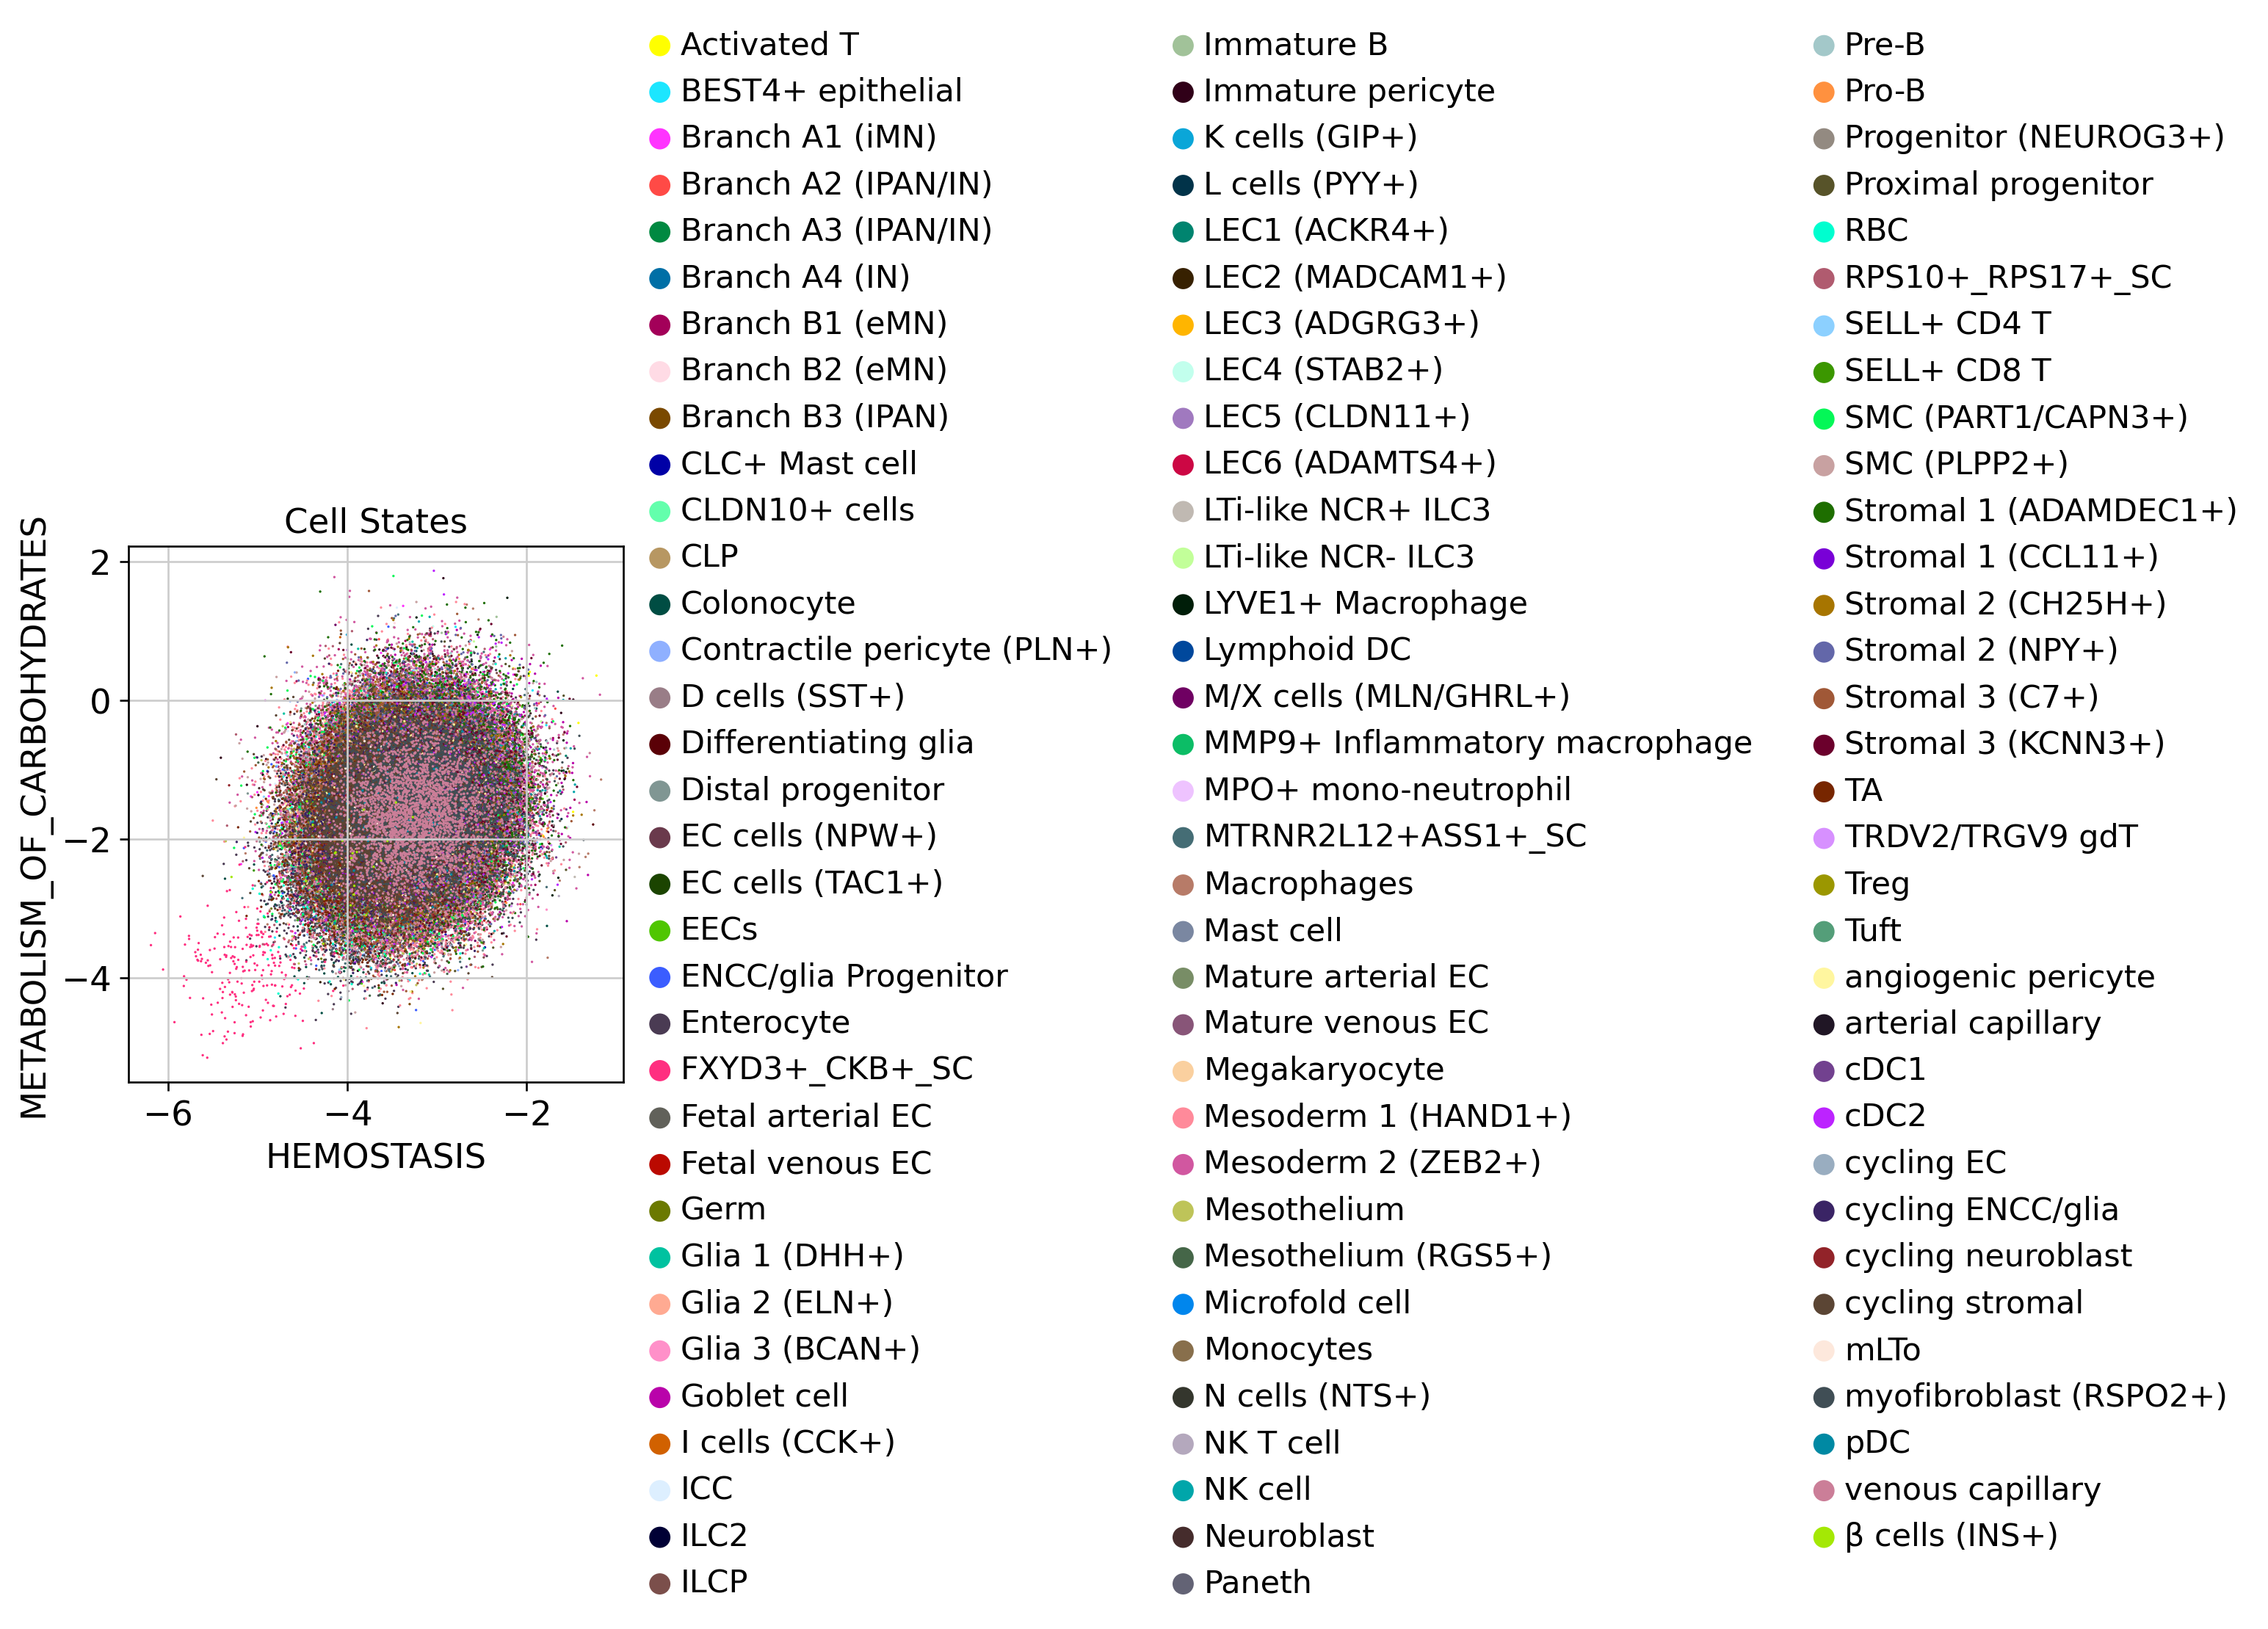 Cell States
METABOLISM_OF_CARBOHYDRATES
2
0
−2
−4
−6
−4
−2
HEMOSTASIS
Activated T
BEST4+ epithelial
Branch A1 (iMN)
Branch A2 (IPAN/IN)
Branch A3 (IPAN/IN)
Branch A4 (IN)
Branch B1 (eMN)
Branch B2 (eMN)
Branch B3 (IPAN)
CLC+ Mast cell
CLDN10+ cells
CLP
Colonocyte
Contractile pericyte (PLN+)
D cells (SST+)
Differentiating glia
Distal progenitor
EC cells (NPW+)
EC cells (TAC1+)
EECs
ENCC/glia Progenitor
Enterocyte
FXYD3+_CKB+_SC
Fetal arterial EC
Fetal venous EC
Germ
Glia 1 (DHH+)
Glia 2 (ELN+)
Glia 3 (BCAN+)
Goblet cell
I cells (CCK+)
ICC
ILC2
ILCP
Immature B
Immature pericyte
K cells (GIP+)
L cells (PYY+)
LEC1 (ACKR4+)
LEC2 (MADCAM1+)
LEC3 (ADGRG3+)
LEC4 (STAB2+)
LEC5 (CLDN11+)
LEC6 (ADAMTS4+)
LTi-like NCR+ ILC3
LTi-like NCR- ILC3
LYVE1+ Macrophage
Lymphoid DC
M/X cells (MLN/GHRL+)
MMP9+ Inflammatory macrophage
MPO+ mono-neutrophil
MTRNR2L12+ASS1+_SC
Macrophages
Mast cell
Mature arterial EC
Mature venous EC
Megakaryocyte
Mesoderm 1 (HAND1+)
Mesoderm 2 (ZEB2+)
Mesothelium
Mesothelium (RGS5+)
Microfold cell
Monocytes
N cells (NTS+)
NK T cell
NK cell
Neuroblast
Paneth
Pre-B
Pro-B
Progenitor (NEUROG3+)
Proximal progenitor
RBC
RPS10+_RPS17+_SC
SELL+ CD4 T
SELL+ CD8 T
SMC (PART1/CAPN3+)
SMC (PLPP2+)
Stromal 1 (ADAMDEC1+)
Stromal 1 (CCL11+)
Stromal 2 (CH25H+)
Stromal 2 (NPY+)
Stromal 3 (C7+)
Stromal 3 (KCNN3+)
TA
TRDV2/TRGV9 gdT
Treg
Tuft
angiogenic pericyte
arterial capillary
cDC1
cDC2
cycling EC
cycling ENCC/glia
cycling neuroblast
cycling stromal
mLTo
myofibroblast (RSPO2+)
pDC
venous capillary
β cells (INS+)